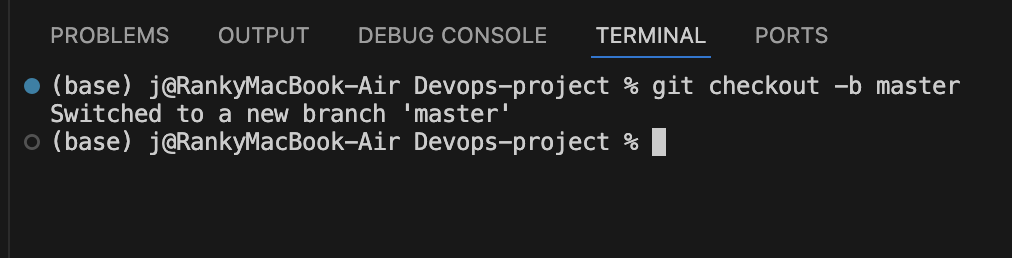 PROBLEMS OUTPUT DEBUG CONSOLE TERMINAL PORTS
(base) j@RankyMacBook-Air Devops-project % git checkout -b master
Switched to a new branch 'master'
(base) j@RankyMacBook-Air Devops-project %